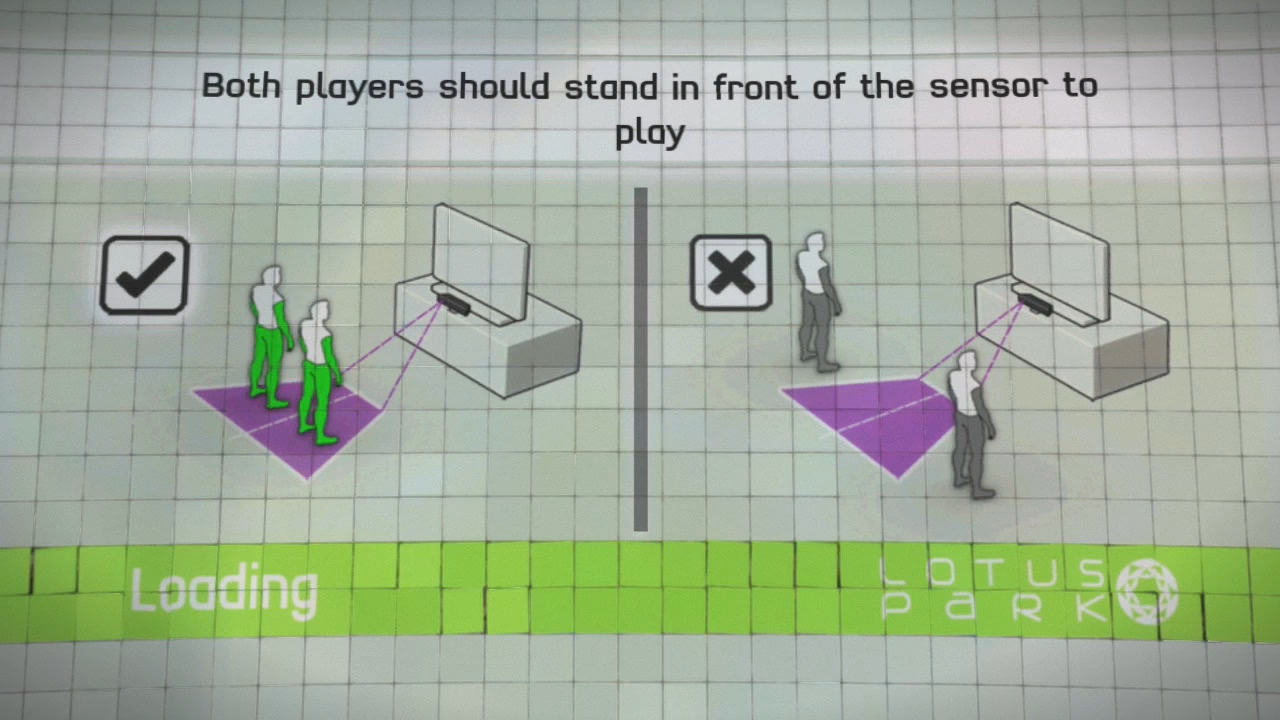 Both players should stand in front of the sensor to
play
Loading
LOTUS
PaRK